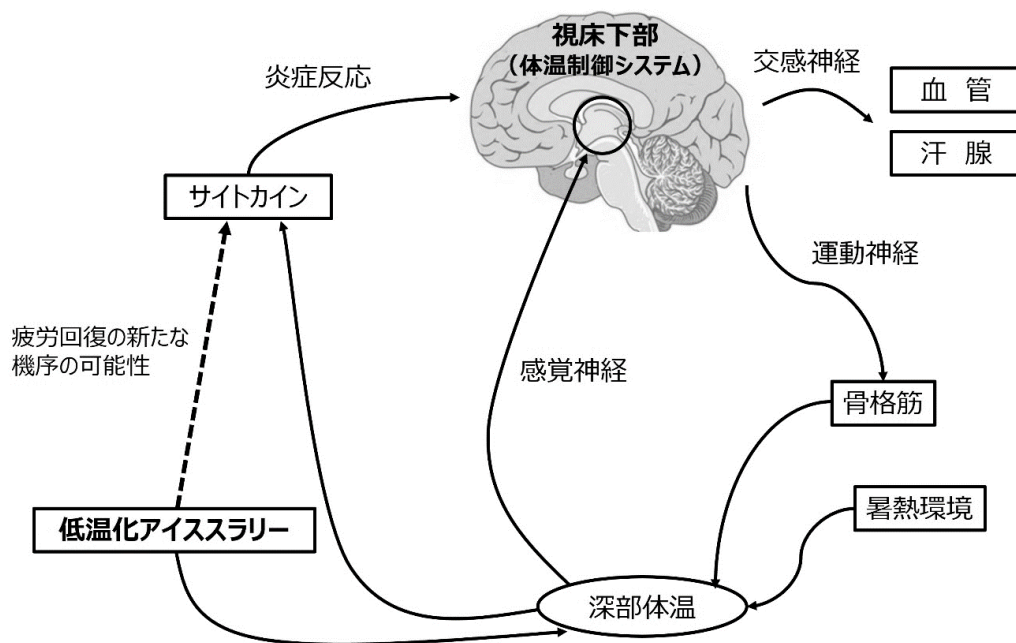 視床下部
(体温制御システム)
炎症反応
交感神経
血 管
汗 腺
サイトカイン
運動神経
疲労回復の新たな
機序の可能性
感覚神経
骨格筋
低温化アイススラリー
暑熱環境
深部体温